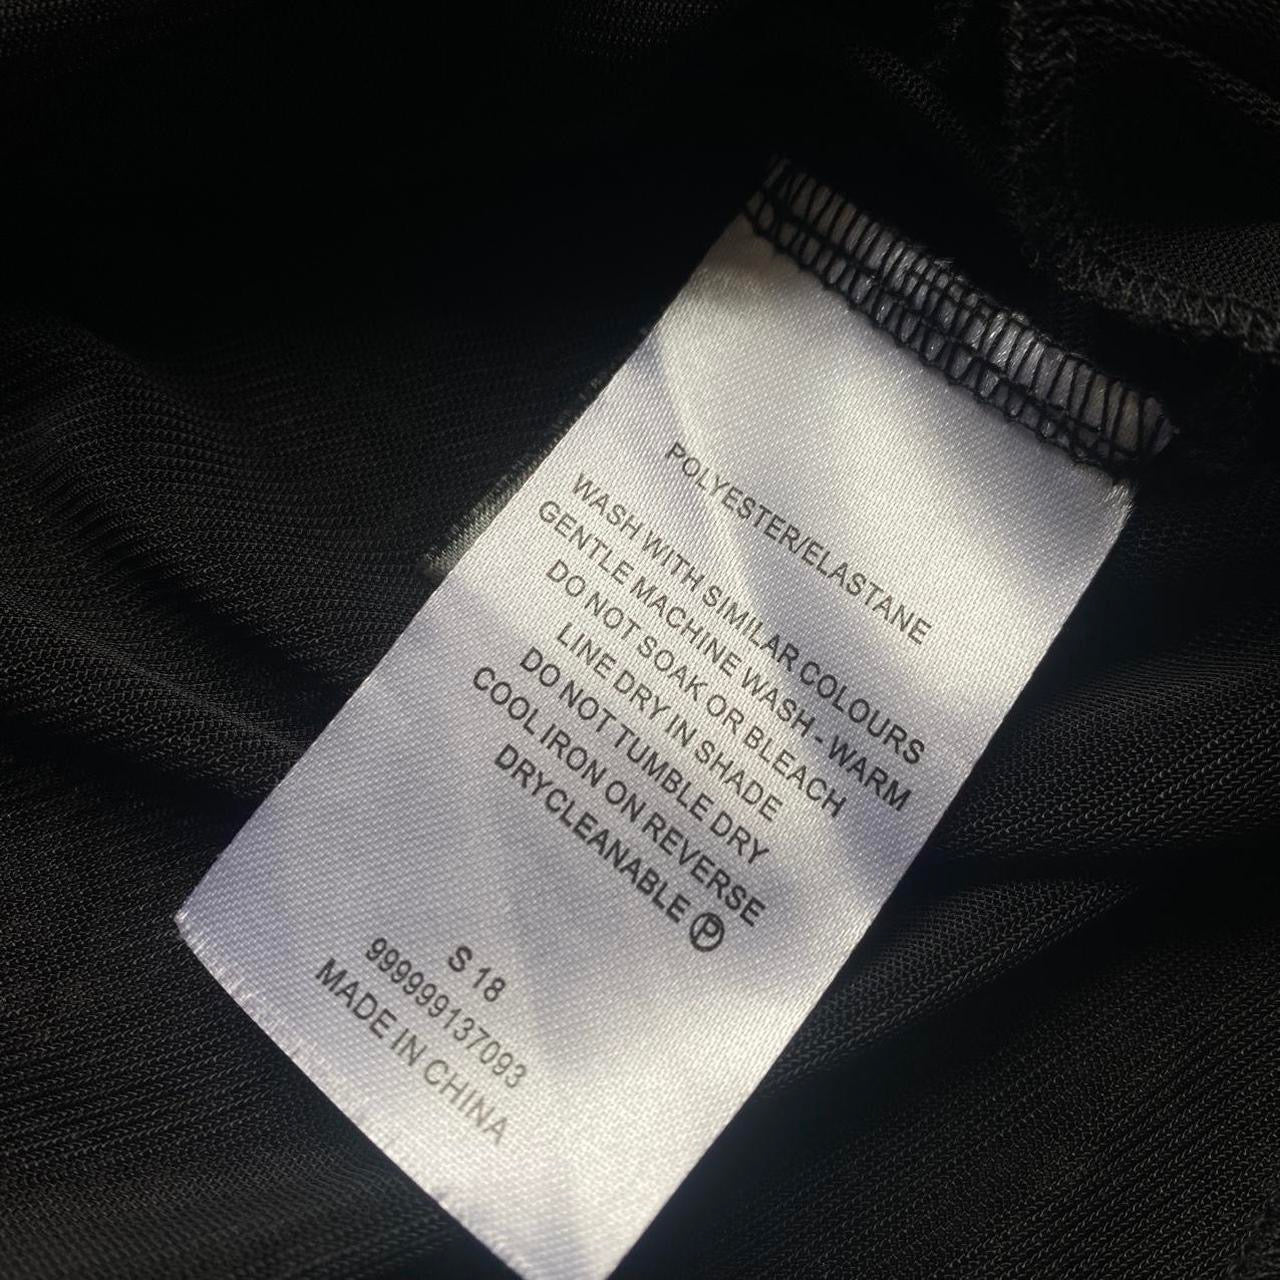 POLYESTER/ELASTANE
WASH WITH SIMILAR COLOURS
GENTLE MACHINE WASH - WARM
DO NOT SOAK OR BLEACH
LINE DRY IN SHADE
DO NOT TUMBLE DRY
COOL IRON ON REVERSE
DRYCLEANABLE Ⓟ
S 18
999999137093
MADE IN CHINA